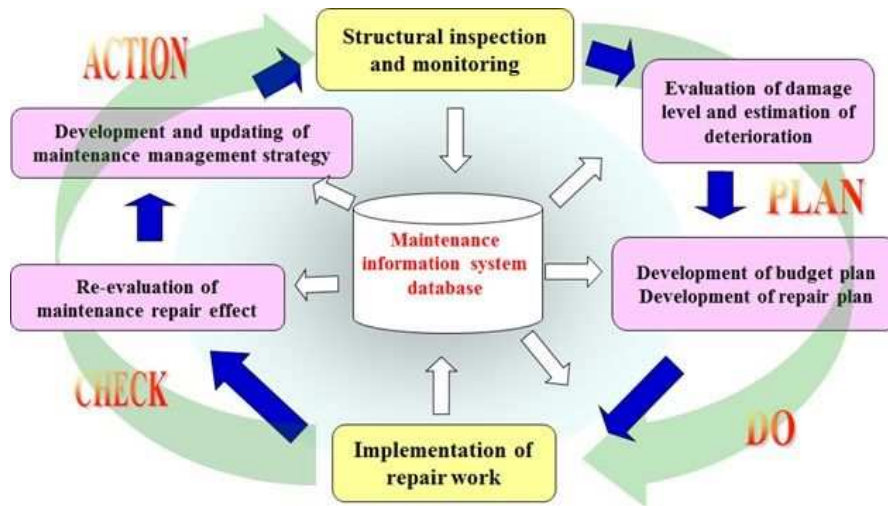 ACTION
Structural inspection
and monitoring
Evaluation of damage
level and estimation of
deterioration
Development and updating of
maintenance management strategy
PLAN
Maintenance
information system
database
Development of budget plan
Development of repair plan
Re-evaluation of
maintenance repair effect
CHECK
DO
Implementation of
repair work